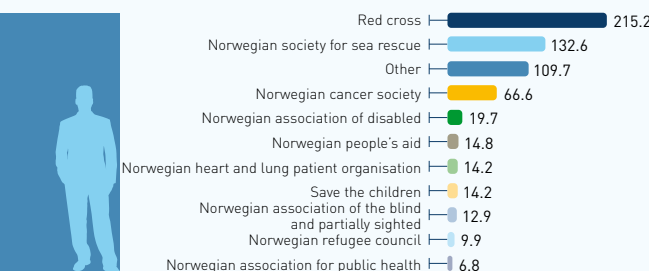 Red cross 215.2
Norwegian society for sea rescue 132.6
Other 109.7
Norwegian cancer society 66.6
Norwegian association of disabled 19.7
Norwegian people's aid 14.8
Norwegian heart and lung patient organisation 14.2
Save the children 14.2
Norwegian association of the blind
and partially sighted 12.9
Norwegian refugee council 9.9
Norwegian association for public health 6.8